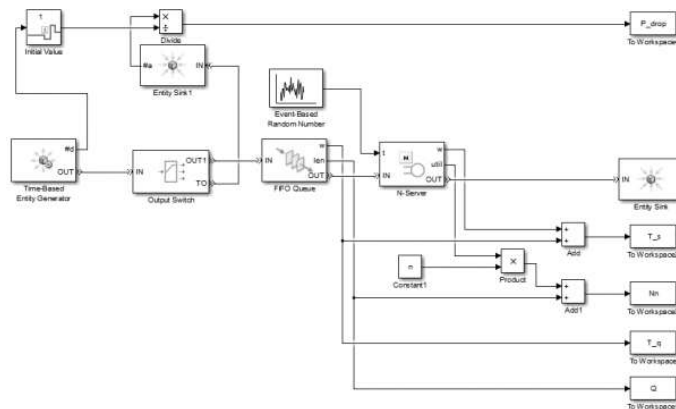 1
Initial Value
×
÷
Divide
P_drop
To Workspace
#a
IN
Entity Sink1
Event-Based
Random Number
#d
OUT
Time-Based
Entity Generator
IN
OUT1
TO
Output Switch
IN
w
len
OUT
FIFO Queue
t
IN
w
util
OUT
N-Server
IN
Entity Sink
+
+
Add
T_s
To Workspace
n
Constant1
×
Product
+
+
Add1
Nn
To Workspace
T_q
To Workspace
Q
To Workspace